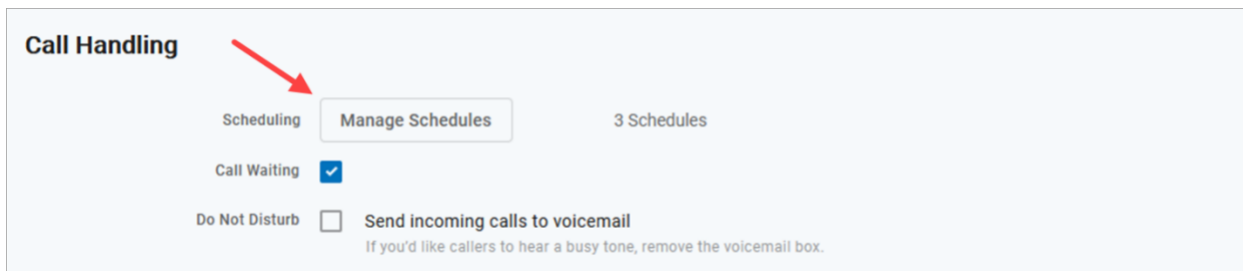 Call Handling
Scheduling Manage Schedules 3 Schedules
Call Waiting
Do Not Disturb Send incoming calls to voicemail
If you'd like callers to hear a busy tone, remove the voicemail box.